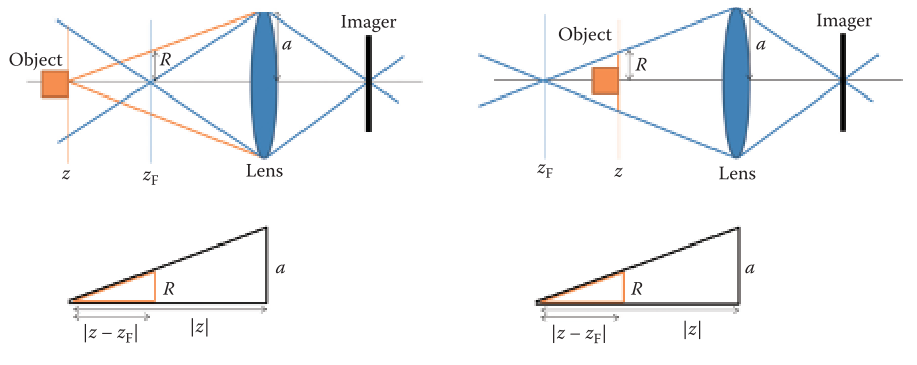 Object
R
a
Imager
z
z_F
Lens
Object
R
a
Imager
z_F
z
Lens
R
a
|z − z_F|
|z|
R
a
|z − z_F|
|z|